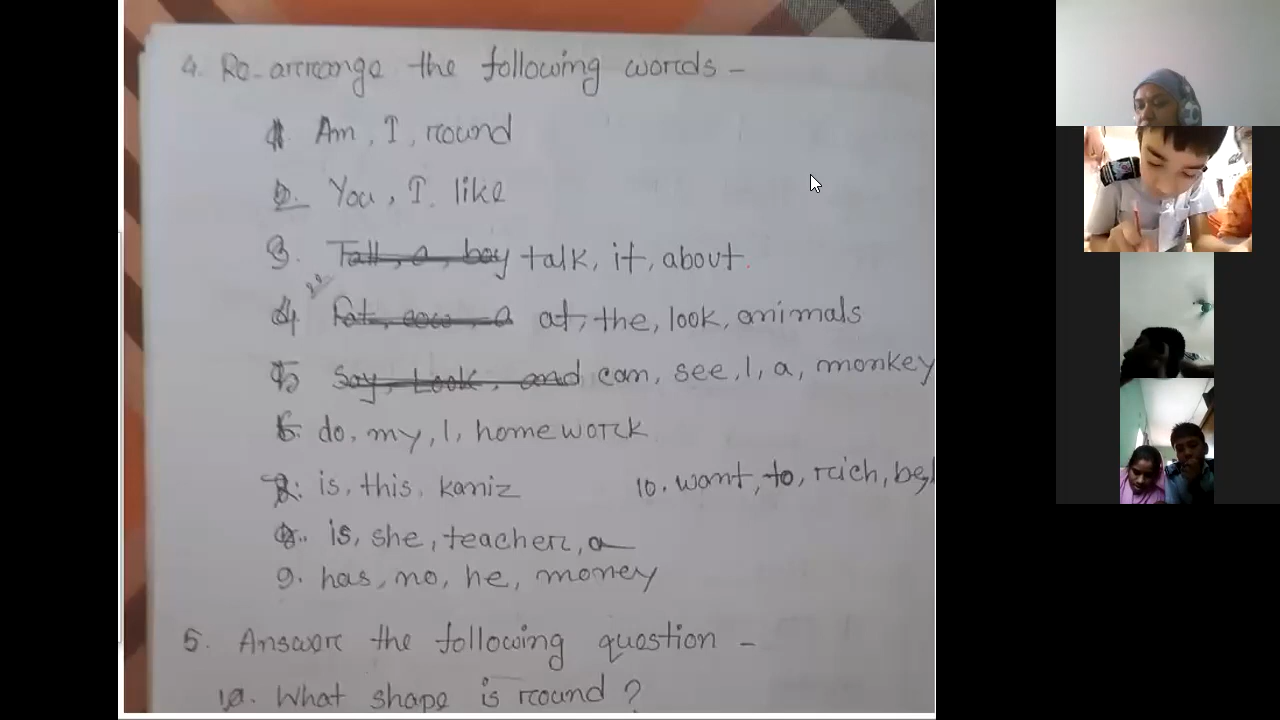 4. Re-arrange the following words -
1. Am, I, round
2. You, I, like
3. Tall, a, boy talk, it, about.
4. Fat, cow, a at, the, look, animals
5. Say, Look, and can, see, I, a, monkey
6. do, my, I, homework
7. is, this, kaniz
10. want, to, rich, be,
8. is, she, teacher, a
9. has, no, he, money
5. Answer the following question -
a. What shape is round ?